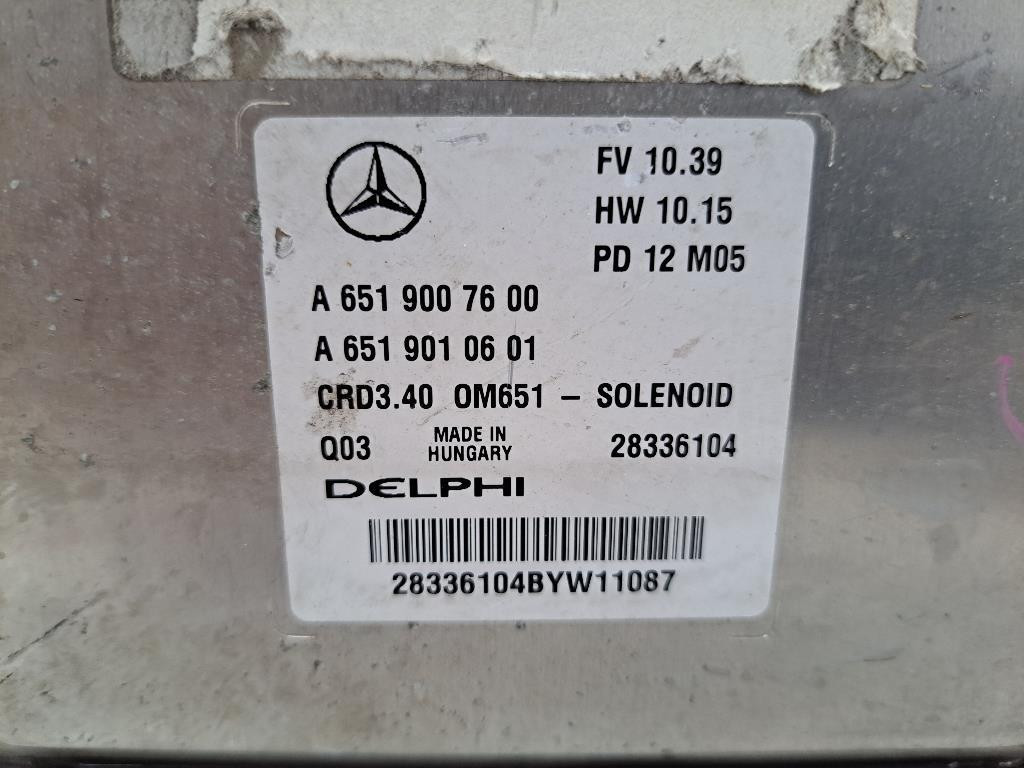 FV 10.39
HW 10.15
PD 12 M05
A 651 900 76 00
A 651 901 06 01
CRD3.40 OM651 – SOLENOID
Q03 MADE IN HUNGARY 28336104
DELPHI
28336104BYW11087